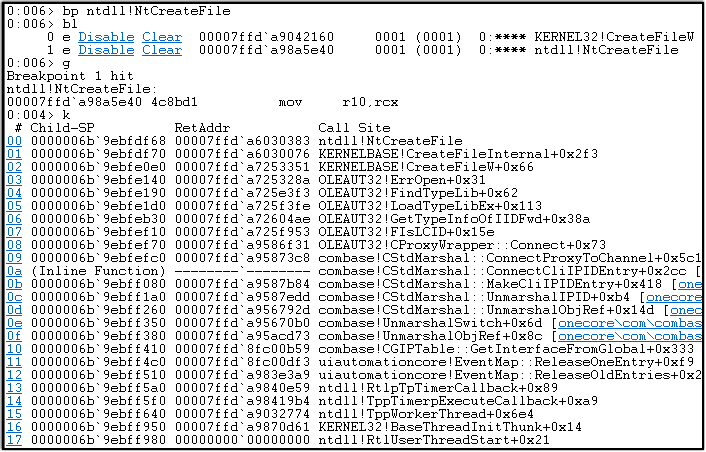 0:006> bp ntdll!NtCreateFile
0:006> bl
0 e Disable Clear 00007ffd`a9042160 0001 (0001) 0:**** KERNEL32!CreateFileW
1 e Disable Clear 00007ffd`a98a5e40 0001 (0001) 0:**** ntdll!NtCreateFile
0:006> g
Breakpoint 1 hit
ntdll!NtCreateFile:
00007ffd`a98a5e40 4c8bd1 mov r10,rcx
0:004> k
# Child-SP RetAddr Call Site
00 0000006b`9ebfdf68 00007ffd`a6030383 ntdll!NtCreateFile
01 0000006b`9ebfdf70 00007ffd`a6030076 KERNELBASE!CreateFileInternal+0x2f3
02 0000006b`9ebfe0e0 00007ffd`a7253351 KERNELBASE!CreateFileW+0x66
03 0000006b`9ebfe140 00007ffd`a725328a OLEAUT32!ErrOpen+0x31
04 0000006b`9ebfe190 00007ffd`a725e3f3 OLEAUT32!FindTypeLib+0x62
05 0000006b`9ebfe1d0 00007ffd`a725f3fe OLEAUT32!LoadTypeLibEx+0x113
06 0000006b`9ebfeb30 00007ffd`a72604ae OLEAUT32!GetTypeInfoOfIIDFwd+0x38a
07 0000006b`9ebfef10 00007ffd`a725f953 OLEAUT32!FIsLCID+0x15e
08 0000006b`9ebfef70 00007ffd`a9586f31 OLEAUT32!CProxyWrapper::Connect+0x73
09 0000006b`9ebfefc0 00007ffd`a95873c8 combase!CStdMarshal::ConnectProxyToChannel+0x5c1
0a (Inline Function) --------`-------- combase!CStdMarshal::ConnectCliIPIDEntry+0x2cc [
0b 0000006b`9ebff080 00007ffd`a9587b84 combase!CStdMarshal::MakeCliIPIDEntry+0x418 [one
0c 0000006b`9ebff1a0 00007ffd`a9587edd combase!CStdMarshal::UnmarshalIPID+0xb4 [onecore
0d 0000006b`9ebff260 00007ffd`a956792d combase!CStdMarshal::UnmarshalObjRef+0x14d [onec
0e 0000006b`9ebff350 00007ffd`a95670b0 combase!UnmarshalSwitch+0x6d [onecore\com\combas
0f 0000006b`9ebff380 00007ffd`a95acd73 combase!UnmarshalObjRef+0x8c [onecore\com\combas
10 0000006b`9ebff410 00007ffd`8fc00b59 combase!CGIPTable::GetInterfaceFromGlobal+0x333
11 0000006b`9ebff4c0 00007ffd`8fc00df3 uiautomationcore!EventMap::ReleaseOneEntry+0xf9
12 0000006b`9ebff510 00007ffd`a983e3a9 uiautomationcore!EventMap::ReleaseOldEntries+0x2
13 0000006b`9ebff5a0 00007ffd`a9840e59 ntdll!RtlpTpTimerCallback+0x89
14 0000006b`9ebff5f0 00007ffd`a98419b4 ntdll!TppTimerpExecuteCallback+0xa9
15 0000006b`9ebff640 00007ffd`a9032774 ntdll!TppWorkerThread+0x6e4
16 0000006b`9ebff950 00007ffd`a9870d61 KERNEL32!BaseThreadInitThunk+0x14
17 0000006b`9ebff980 00000000`00000000 ntdll!RtlUserThreadStart+0x21